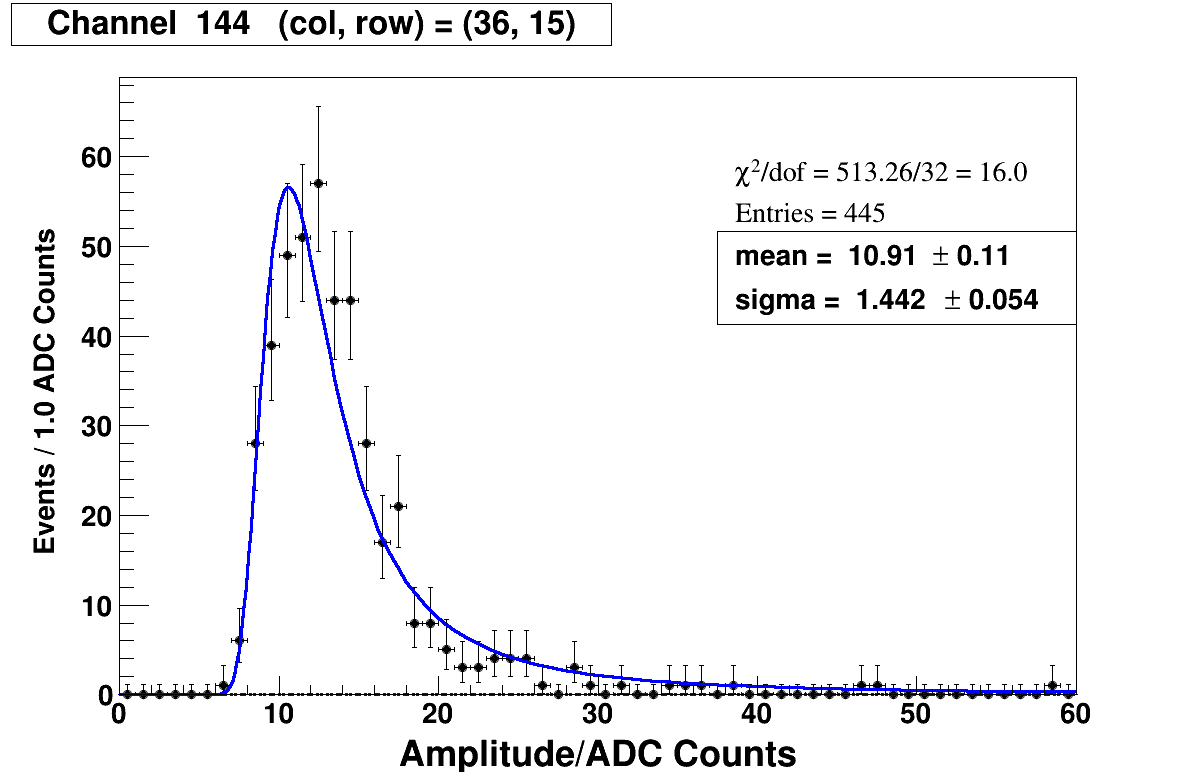 Channel 144 (col, row) = (36, 15)
χ²/dof = 513.26/32 = 16.0
Entries = 445
mean = 10.91 ± 0.11
sigma = 1.442 ± 0.054
Events / 1.0 ADC Counts
60
50
40
30
20
10
0
0 10 20 30 40 50 60
Amplitude/ADC Counts